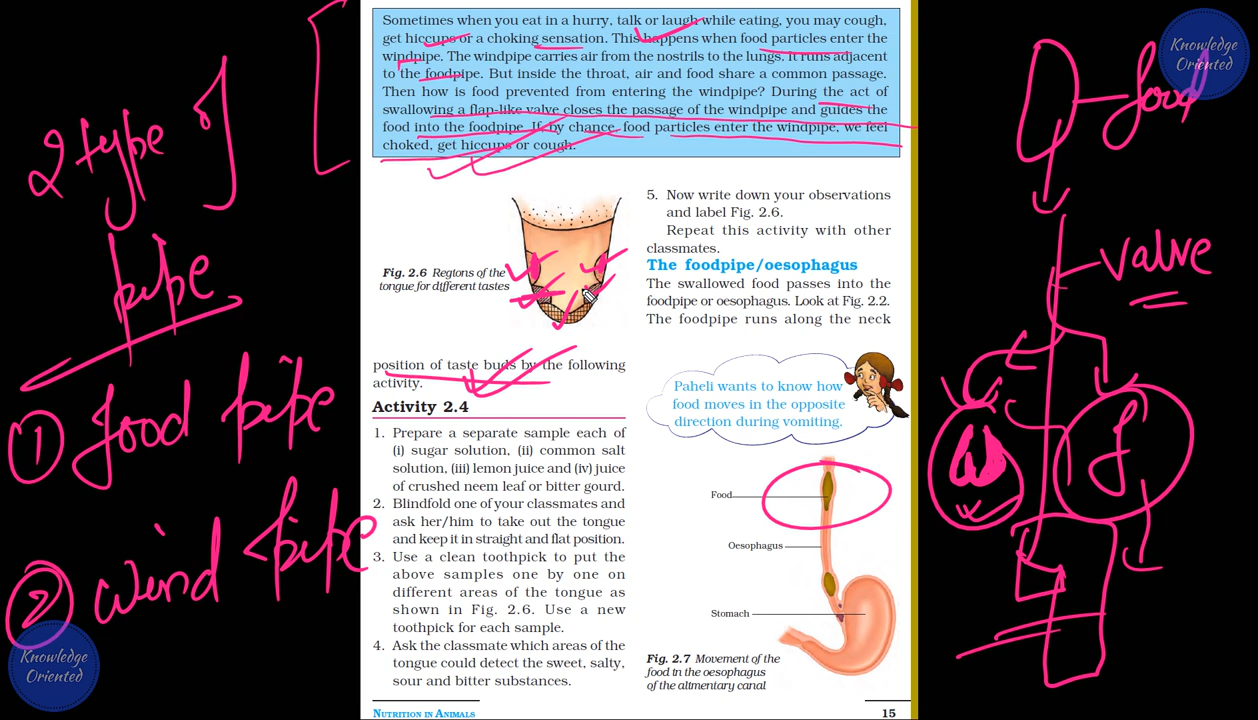 Sometimes when you eat in a hurry, talk or laugh while eating, you may cough,
get hiccups or a choking sensation. This happens when food particles enter the
windpipe. The windpipe carries air from the nostrils to the lungs. It runs adjacent
to the foodpipe. But inside the throat, air and food share a common passage.
Then how is food prevented from entering the windpipe? During the act of
swallowing a flap-like valve closes the passage of the windpipe and guides the
food into the foodpipe. If, by chance, food particles enter the windpipe, we feel
choked, get hiccups or cough.
2 type of
pipe
① food pipe
② wind pipe
Fig. 2.6 Regions of the
tongue for different tastes
position of taste buds by the following
activity.
Activity 2.4
1. Prepare a separate sample each of
(i) sugar solution, (ii) common salt
solution, (iii) lemon juice and (iv) juice
of crushed neem leaf or bitter gourd.
2. Blindfold one of your classmates and
ask her/him to take out the tongue
and keep it in straight and flat position.
3. Use a clean toothpick to put the
above samples one by one on
different areas of the tongue as
shown in Fig. 2.6. Use a new
toothpick for each sample.
4. Ask the classmate which areas of the
tongue could detect the sweet, salty,
sour and bitter substances.
5. Now write down your observations
and label Fig. 2.6.
Repeat this activity with other
classmates.
The foodpipe/oesophagus
The swallowed food passes into the
foodpipe or oesophagus. Look at Fig. 2.2.
The foodpipe runs along the neck
Paheli wants to know how
food moves in the opposite
direction during vomiting.
Food
Oesophagus
Stomach
Fig. 2.7 Movement of the
food in the oesophagus
of the alimentary canal
NUTRITION IN ANIMALS
15
food
valve
W
f
Knowledge
Oriented
Knowledge
Oriented